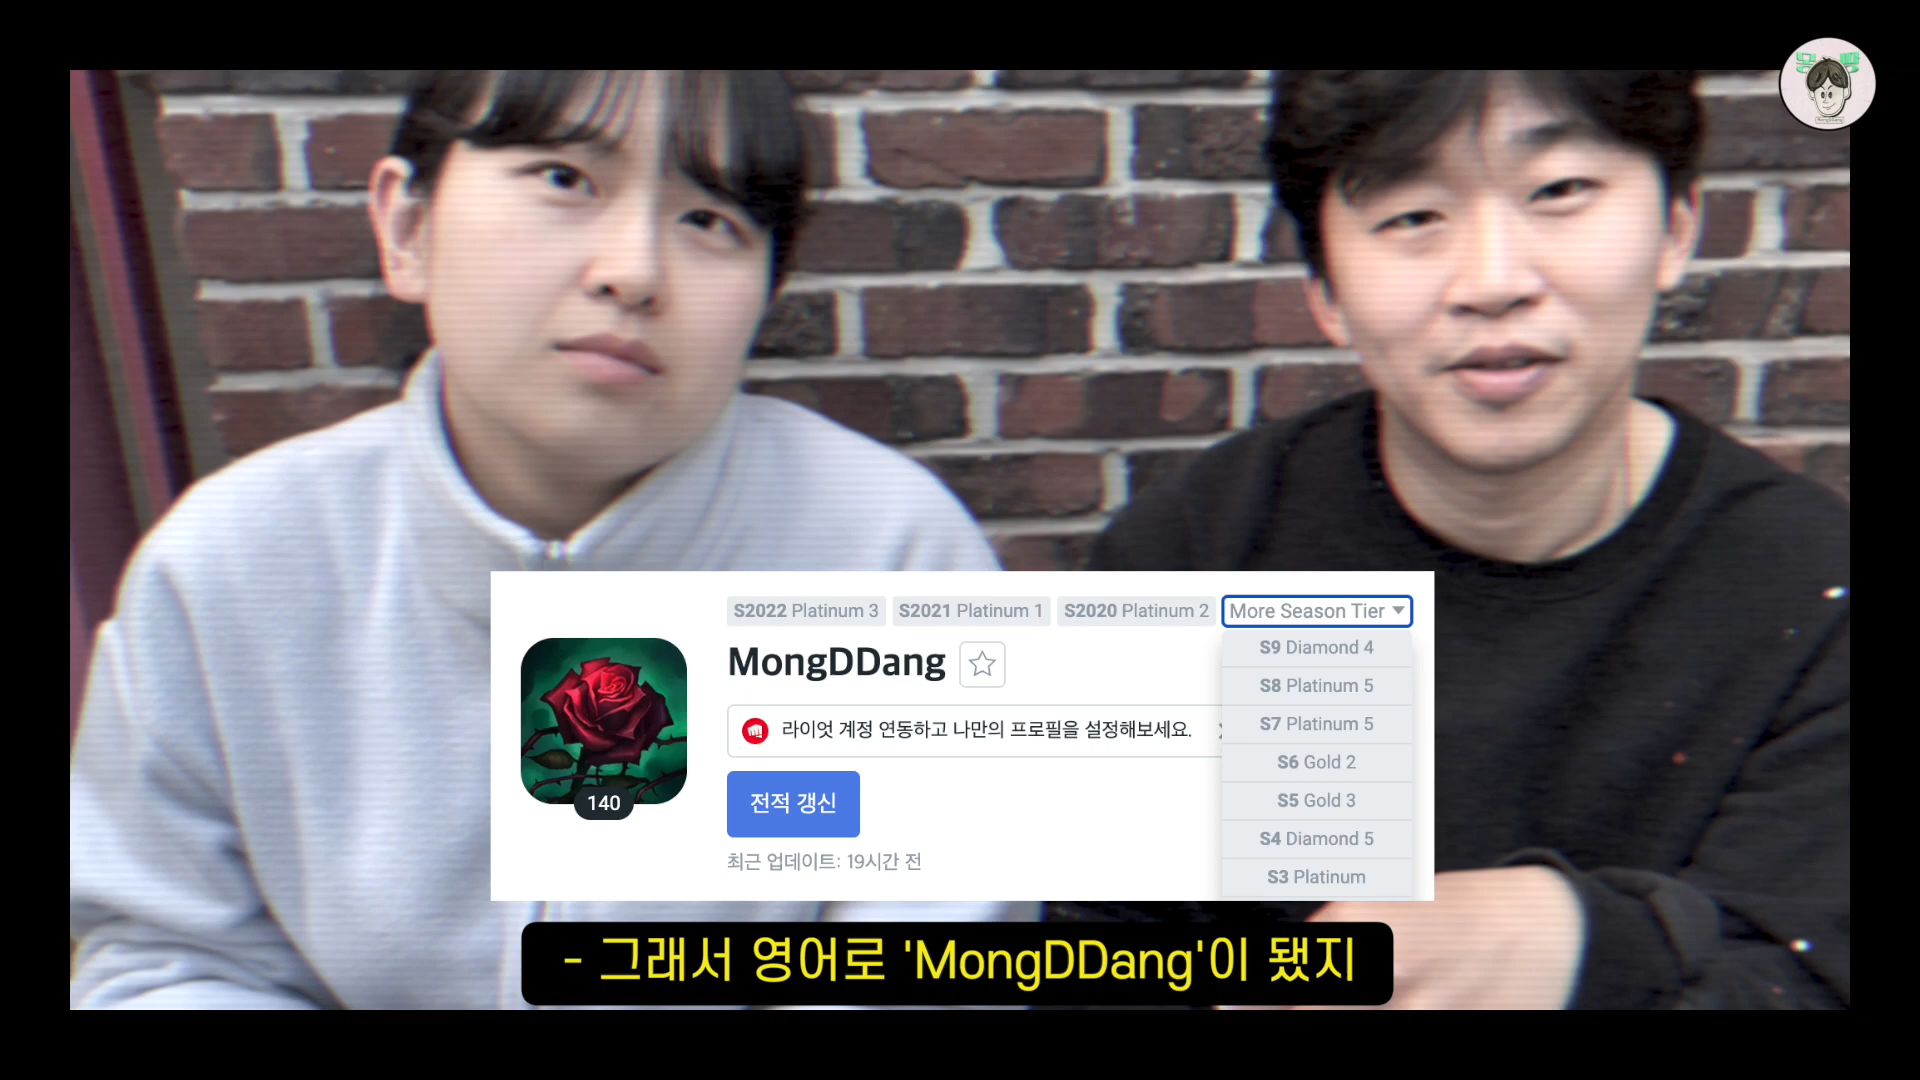 몽땅
MongDDang
S2022 Platinum 3 S2021 Platinum 1 S2020 Platinum 2 More Season Tier
MongDDang
S9 Diamond 4
S8 Platinum 5
라이엇 계정 연동하고 나만의 프로필을 설정해보세요.
S7 Platinum 5
S6 Gold 2
140
전적 갱신
S5 Gold 3
S4 Diamond 5
최근 업데이트: 19시간 전
S3 Platinum
- 그래서 영어로 'MongDDang'이 됐지